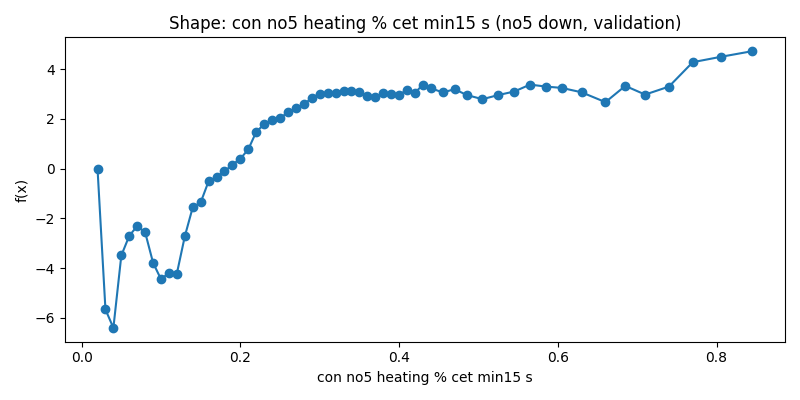 Shape: con no5 heating % cet min15 s (no5 down, validation)
f(x)
4
2
0
−2
−4
−6
0.0 0.2 0.4 0.6 0.8
con no5 heating % cet min15 s